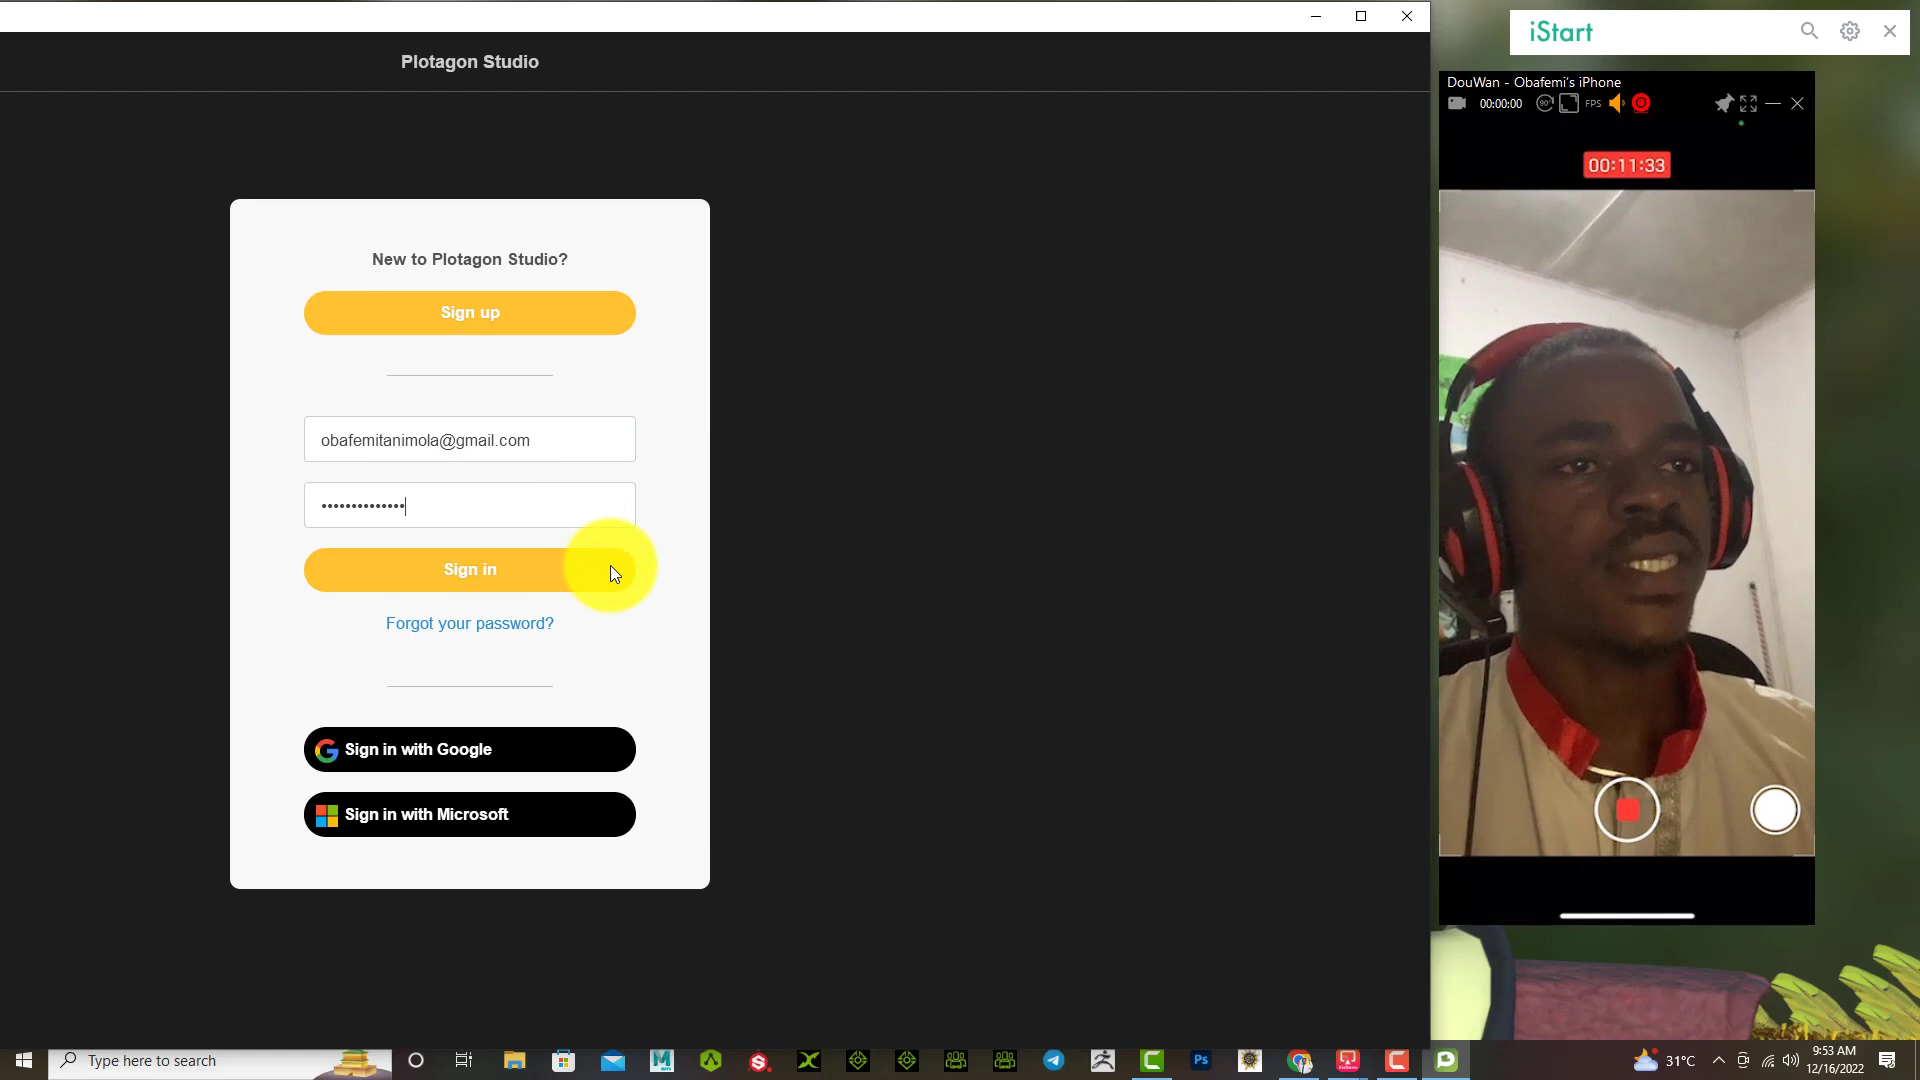 Plotagon Studio
New to Plotagon Studio?
Sign up
obafemitanimola@gmail.com
••••••••••••••
Sign in
Forgot your password?
Sign in with Google
Sign in with Microsoft
iStart
DouWan - Obafemi's iPhone
00:00:00
90°
FPS
00:11:33
Type here to search
Ps
31°C
9:53 AM
12/16/2022